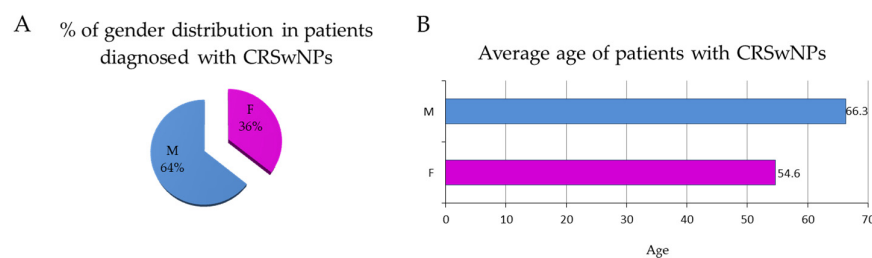 A
% of gender distribution in patients
diagnosed with CRSwNPs
F
36%
M
64%
B
Average age of patients with CRSwNPs
M
66.3
F
54.6
0 10 20 30 40 50 60 70
Age